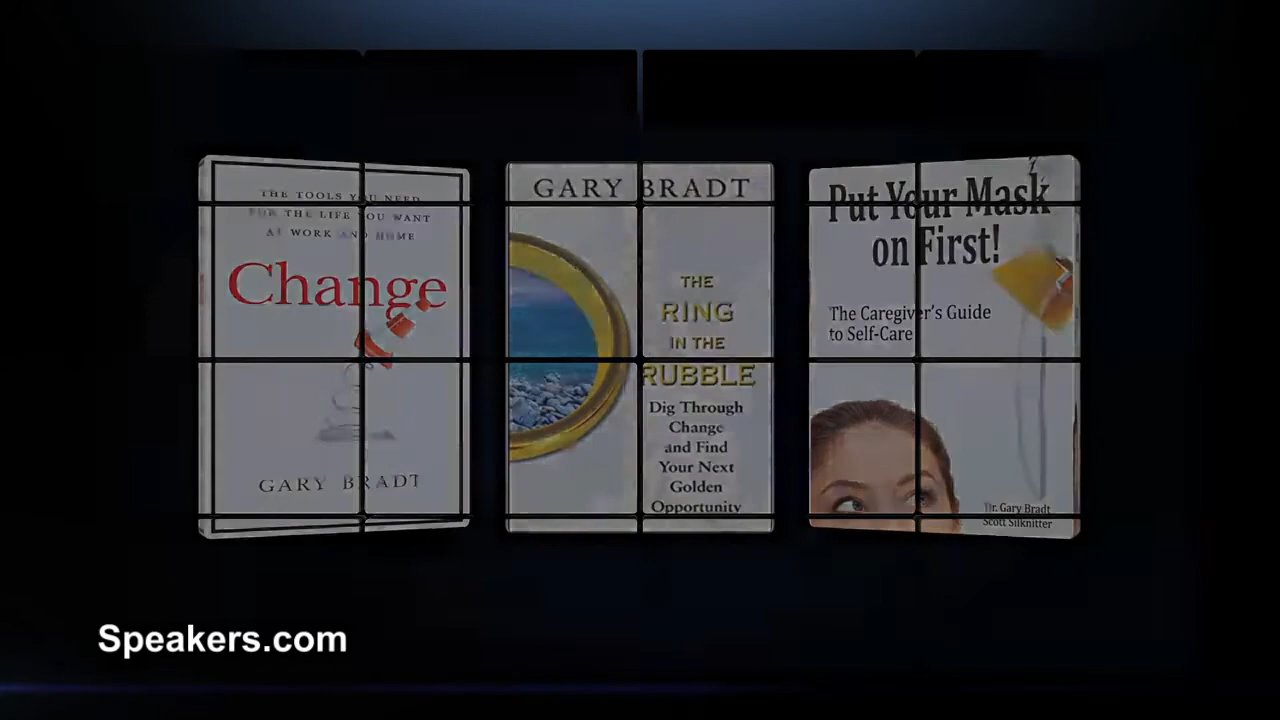 THE TOOLS YOU NEED
FOR THE LIFE YOU WANT
AT WORK AND HOME
Change
GARY BRADT
GARY BRADT
THE
RING
IN THE
RUBBLE
Dig Through
Change
and Find
Your Next
Golden
Opportunity
Put Your Mask
on First!
The Caregiver's Guide
to Self-Care
Dr. Gary Bradt
Scott Silknitter
Speakers.com